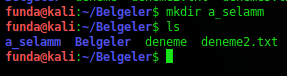 funda@kali:~/Belgeler$ mkdir a_selamm
funda@kali:~/Belgeler$ ls
a_selamm  Belgeler  deneme  deneme2.txt
funda@kali:~/Belgeler$